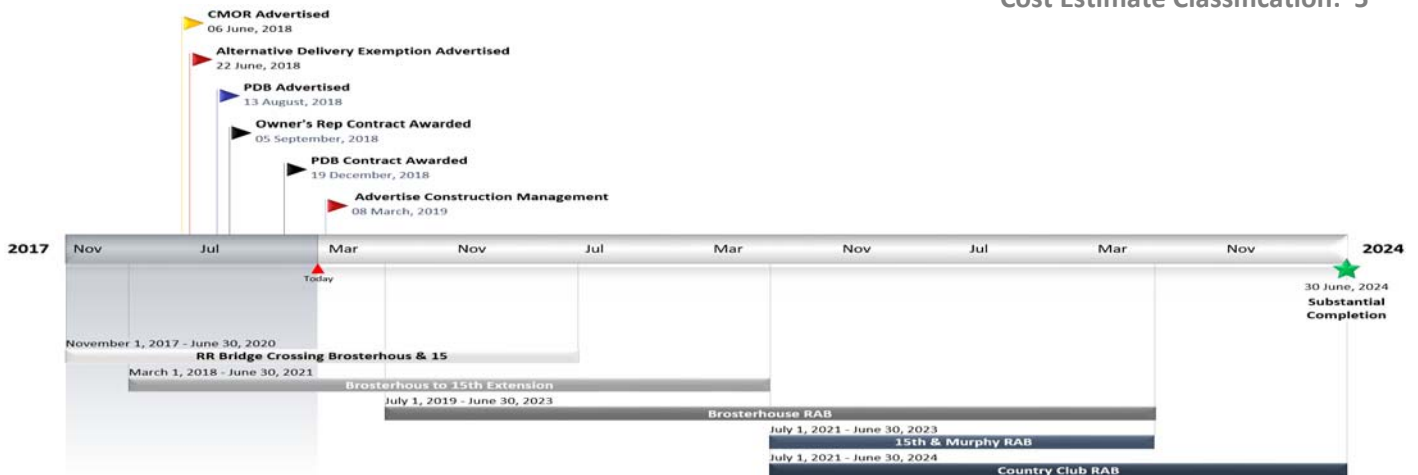 Cost Estimate Classification: 5
CMOR Advertised
06 June, 2018
Alternative Delivery Exemption Advertised
22 June, 2018
PDB Advertised
13 August, 2018
Owner's Rep Contract Awarded
05 September, 2018
PDB Contract Awarded
19 December, 2018
Advertise Construction Management
08 March, 2019
2017 Nov Jul Mar Nov Jul Mar Nov Jul Mar Nov 2024
Today
30 June, 2024
Substantial
Completion
November 1, 2017 - June 30, 2020
RR Bridge Crossing Brosterhous & 15
March 1, 2018 - June 30, 2021
Brosterhous to 15th Extension
July 1, 2019 - June 30, 2023
Brosterhouse RAB
July 1, 2021 - June 30, 2023
15th & Murphy RAB
July 1, 2021 - June 30, 2024
Country Club RAB